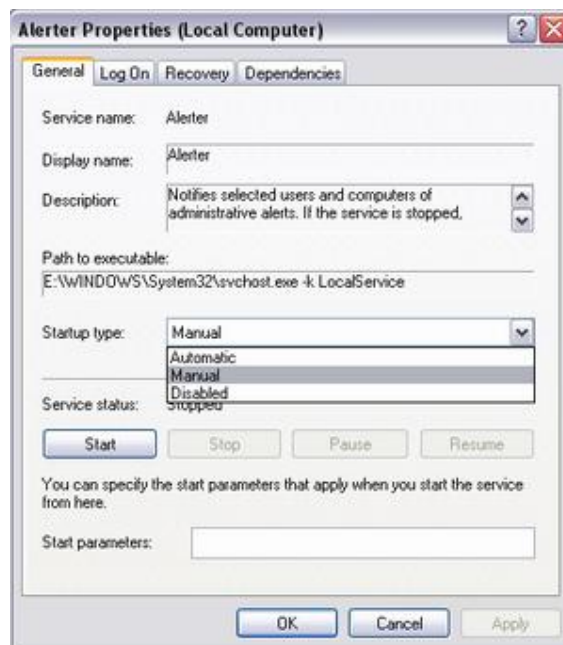 Alerter Properties (Local Computer)
General Log On Recovery Dependencies
Service name: Alerter
Display name: Alerter
Description: Notifies selected users and computers of
administrative alerts. If the service is stopped,
Path to executable:
E:\WINDOWS\System32\svchost.exe -k LocalService
Startup type: Manual
Automatic
Manual
Disabled
Service status: Stopped
Start Stop Pause Resume
You can specify the start parameters that apply when you start the service
from here.
Start parameters:
OK Cancel Apply